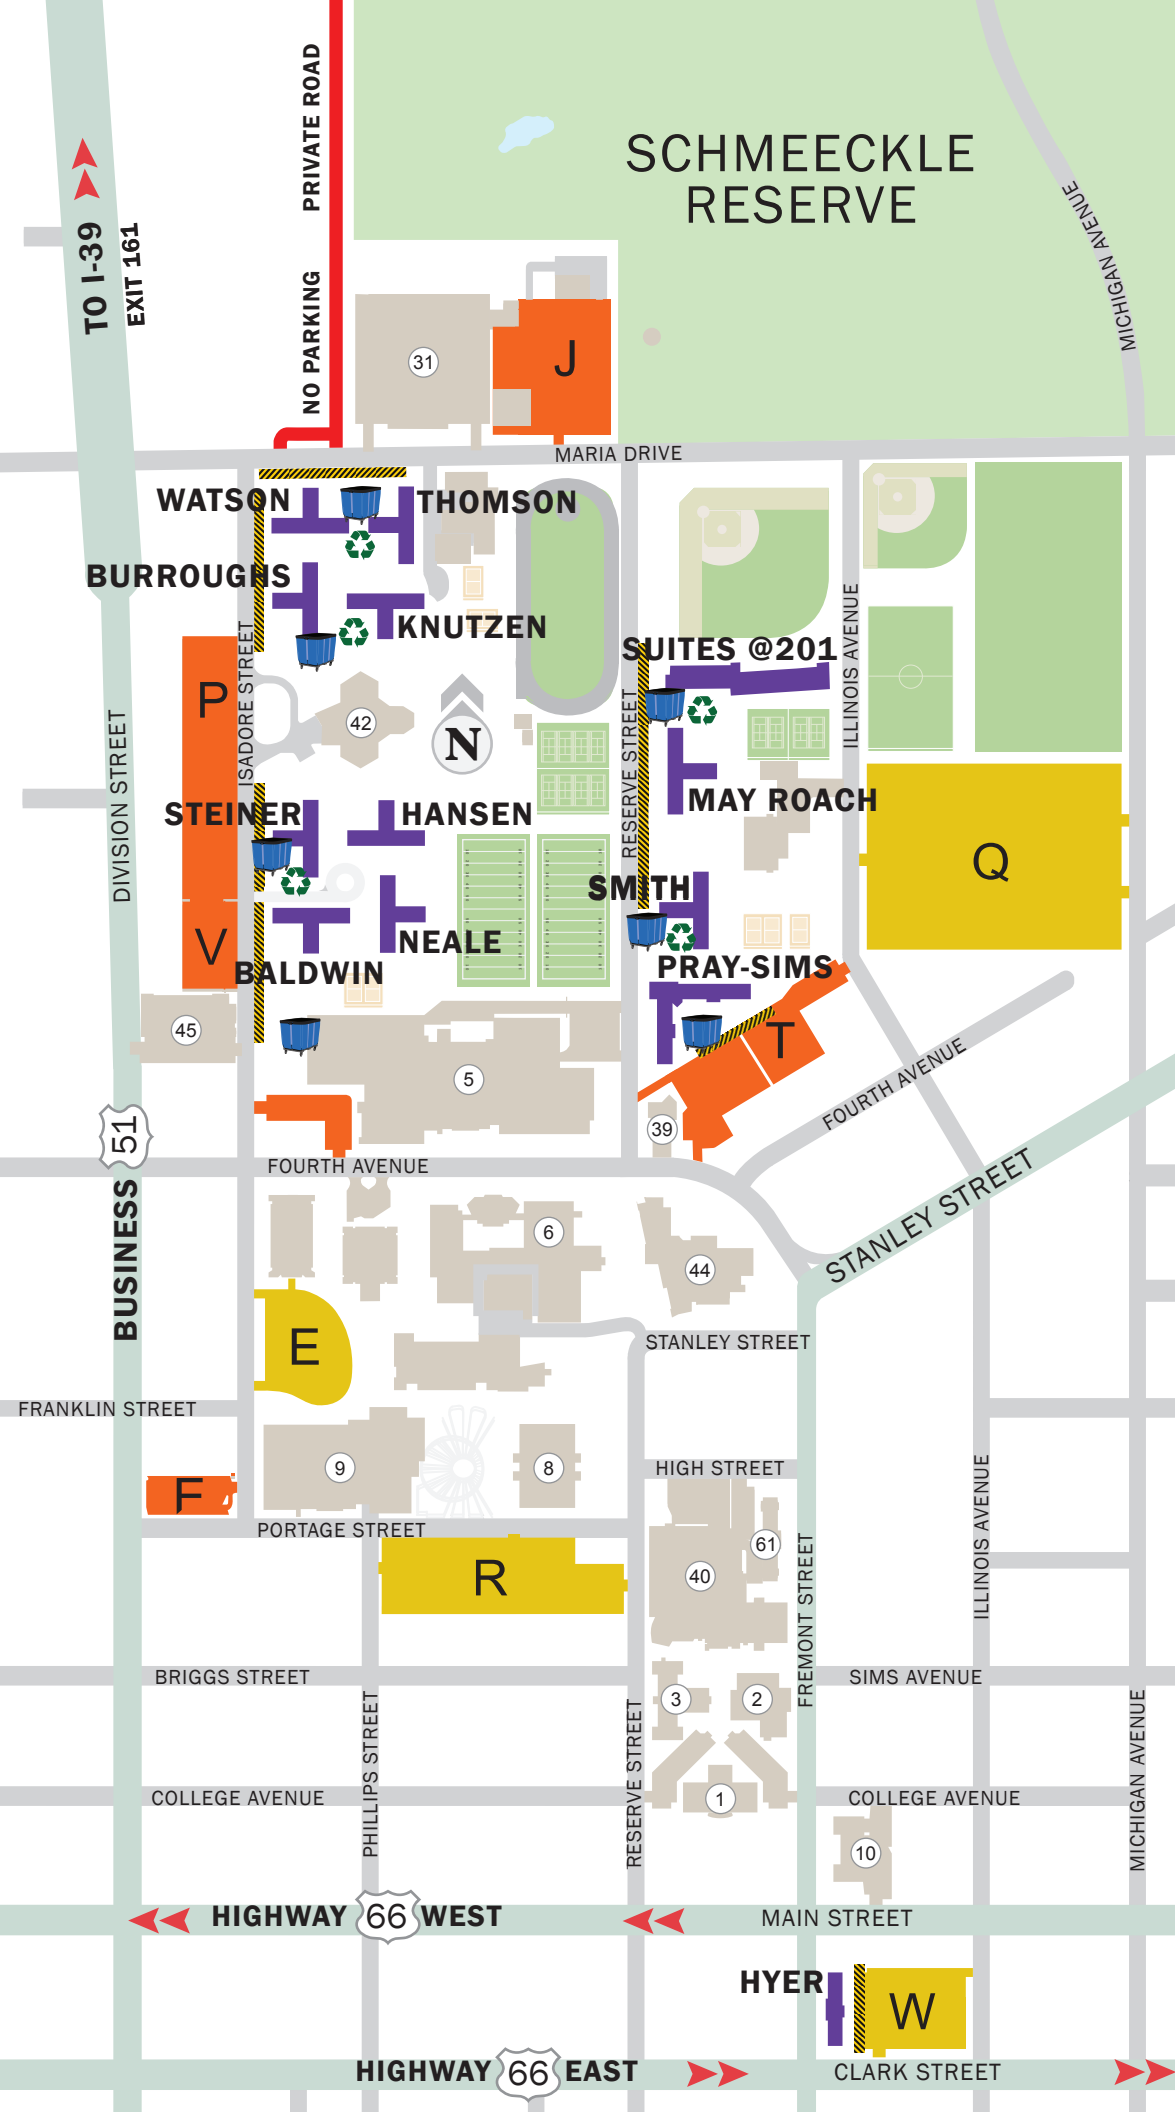 PRIVATE ROAD
NO PARKING
SCHMEECKLE
RESERVE
MICHIGAN AVENUE
TO I-39
EXIT 161
31
J
MARIA DRIVE
WATSON
THOMSON
BURROUGHS
KNUTZEN
SUITES @201
ISADORE STREET
ILLINOIS AVENUE
P
42
N
RESERVE STREET
DIVISION STREET
STEINER
HANSEN
MAY ROACH
Q
SMITH
V
NEALE
BALDWIN
PRAY-SIMS
45
T
5
FOURTH AVENUE
39
51
BUSINESS
FOURTH AVENUE
STANLEY STREET
6
44
E
STANLEY STREET
FRANKLIN STREET
9
8
HIGH STREET
F
PORTAGE STREET
61
R
40
FREMONT STREET
ILLINOIS AVENUE
BRIGGS STREET
SIMS AVENUE
3
2
PHILLIPS STREET
RESERVE STREET
MICHIGAN AVENUE
COLLEGE AVENUE
1
COLLEGE AVENUE
10
HIGHWAY 66 WEST
MAIN STREET
HYER
W
HIGHWAY 66 EAST
CLARK STREET